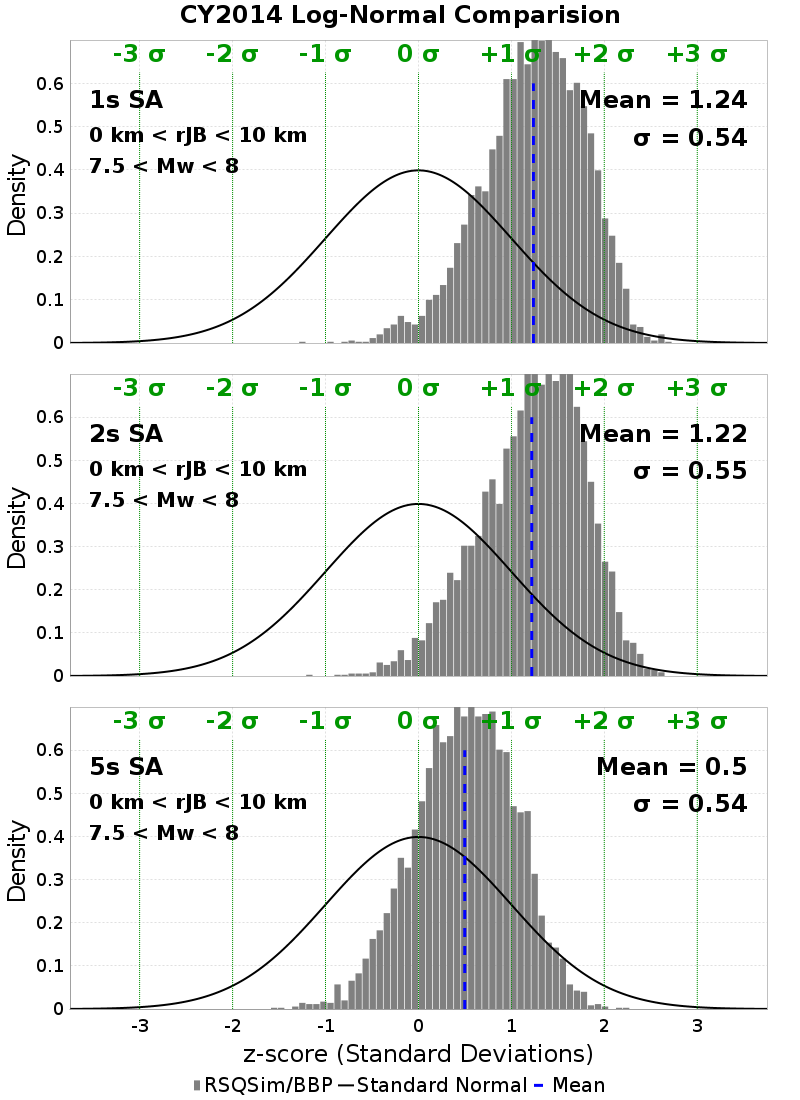 CY2014 Log-Normal Comparision
-3 σ -2 σ -1 σ 0 σ +1 σ +2 σ +3 σ
1s SA
0 km < rJB < 10 km
7.5 < Mw < 8
Mean = 1.24
σ = 0.54
Density
0.6
0.5
0.4
0.3
0.2
0.1
0
-3 σ -2 σ -1 σ 0 σ +1 σ +2 σ +3 σ
2s SA
0 km < rJB < 10 km
7.5 < Mw < 8
Mean = 1.22
σ = 0.55
Density
0.6
0.5
0.4
0.3
0.2
0.1
0
-3 σ -2 σ -1 σ 0 σ +1 σ +2 σ +3 σ
5s SA
0 km < rJB < 10 km
7.5 < Mw < 8
Mean = 0.5
σ = 0.54
Density
0.6
0.5
0.4
0.3
0.2
0.1
0
-3 -2 -1 0 1 2 3
z-score (Standard Deviations)
RSQSim/BBP Standard Normal Mean